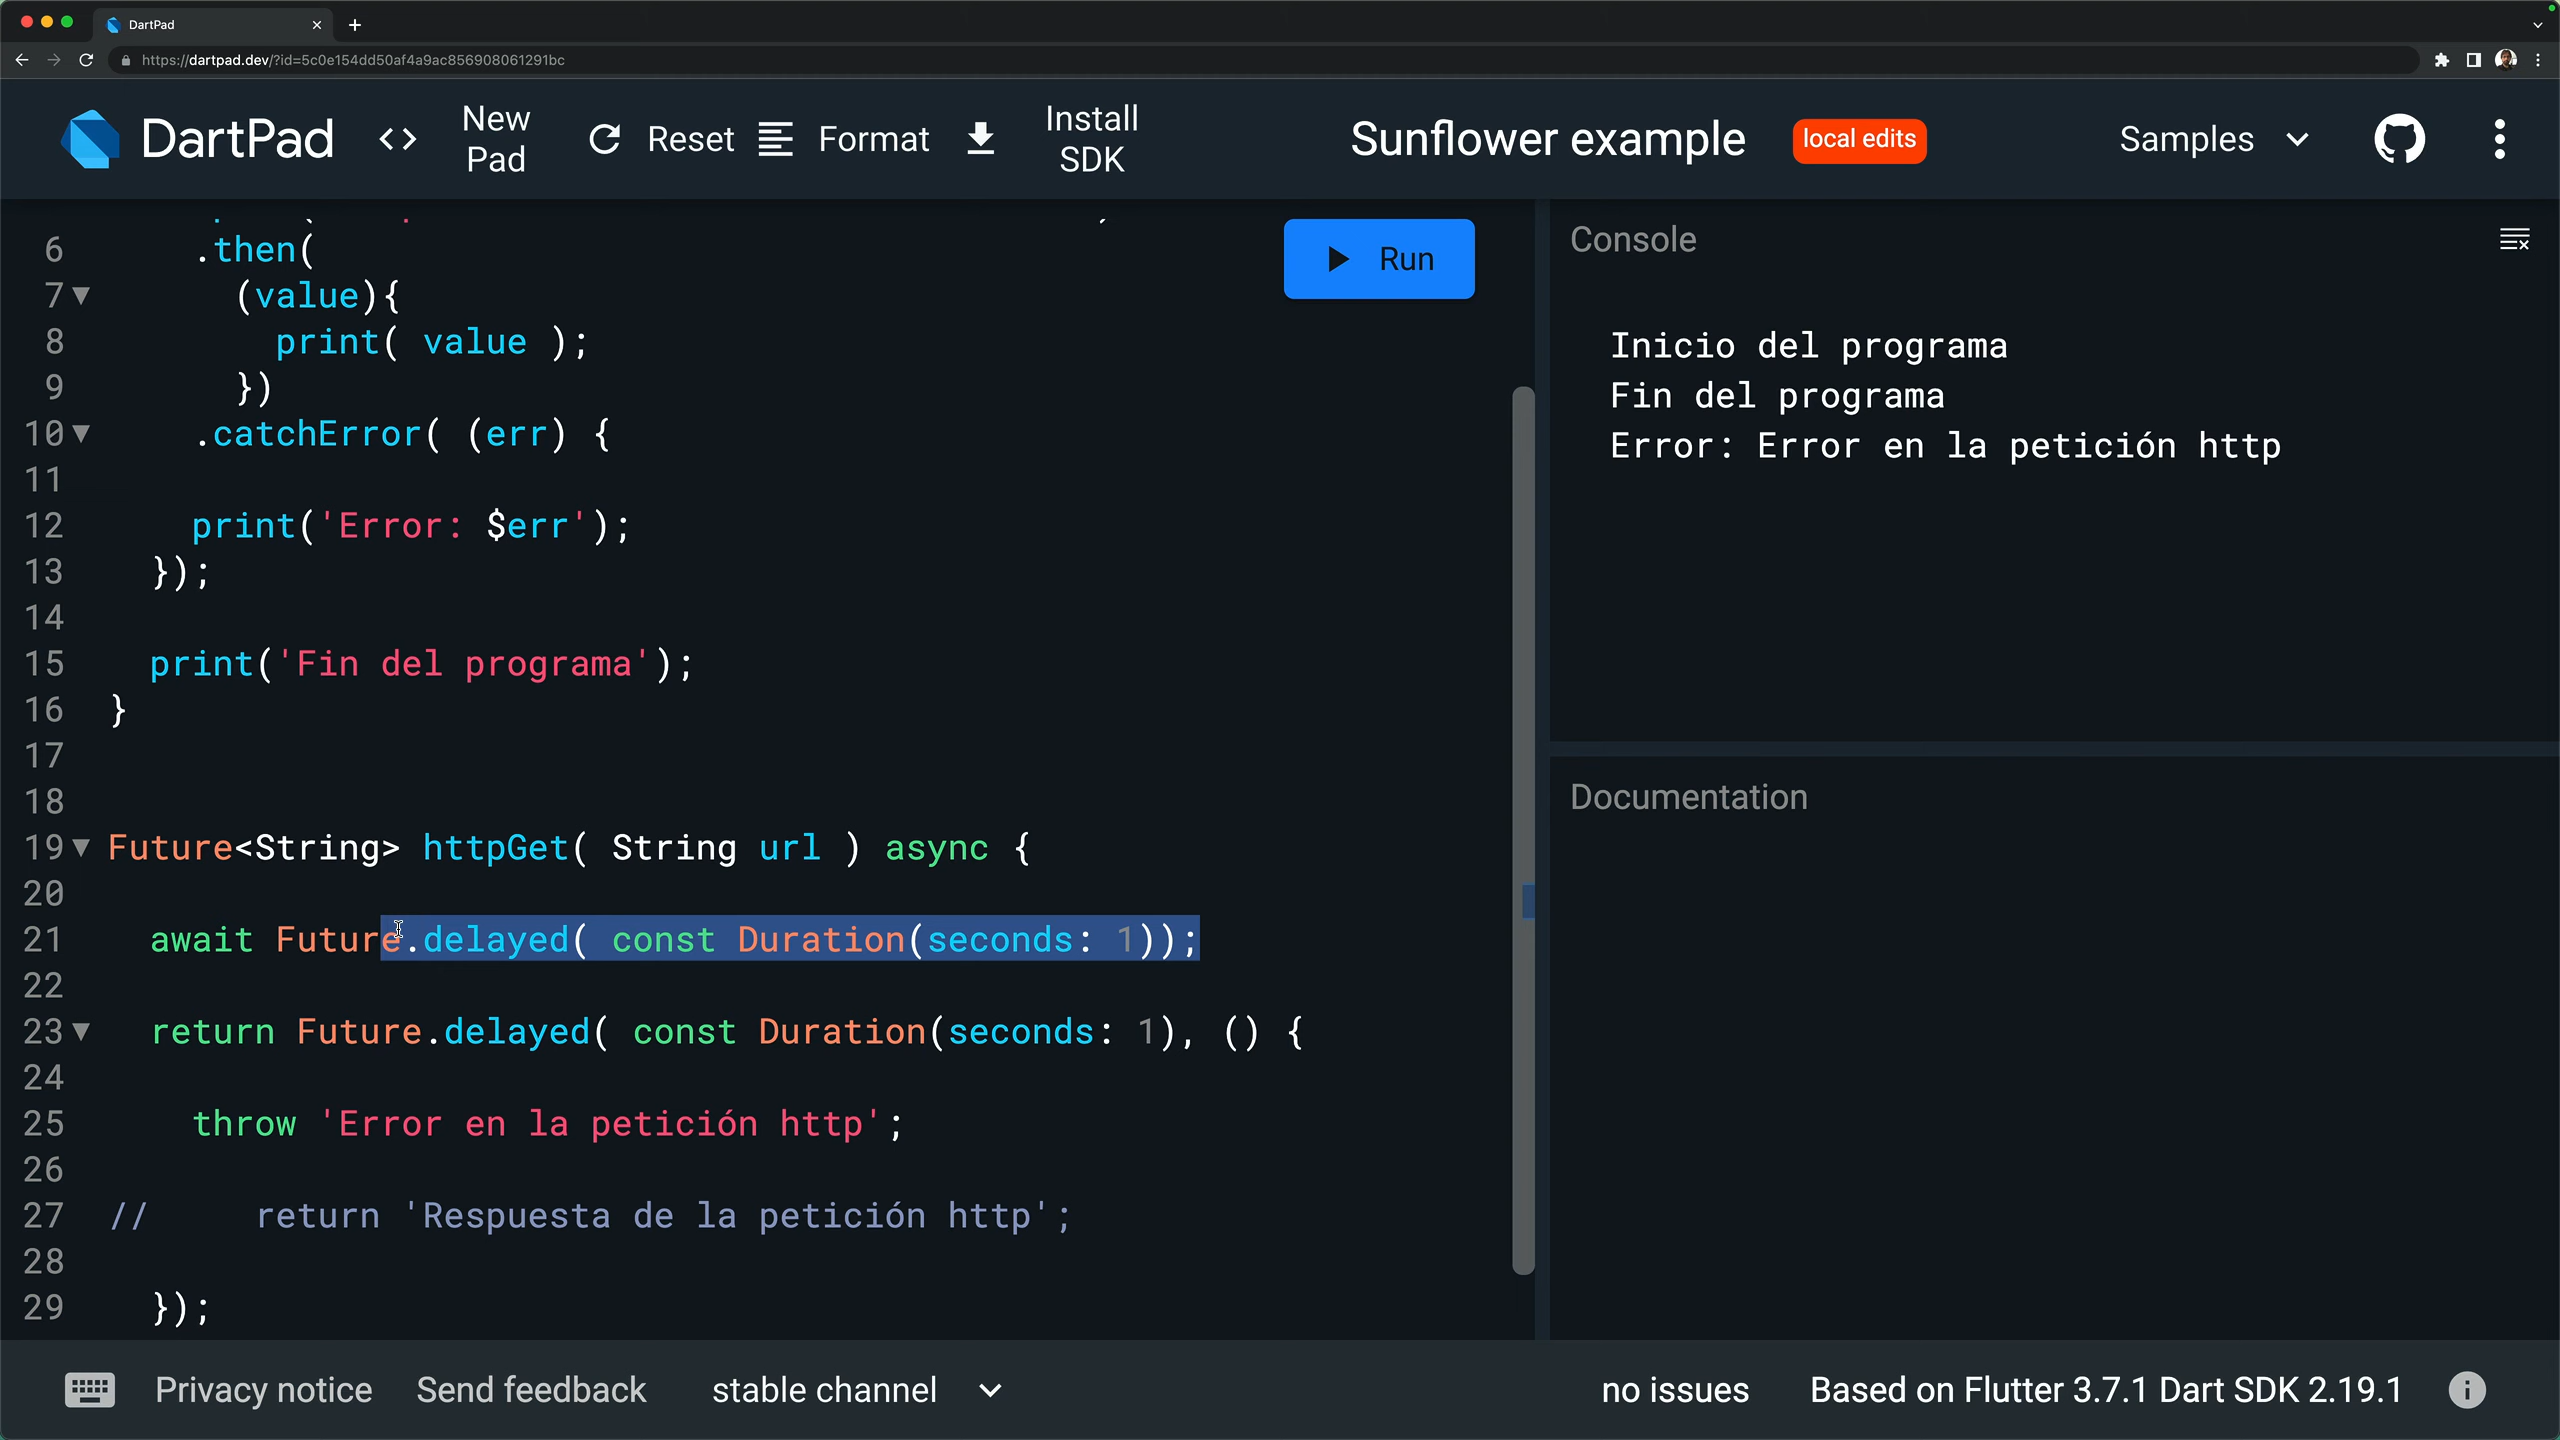 DartPad
https://dartpad.dev/?id=5c0e154dd50af4a9ac856908061291bc
DartPad
<>
New Pad
Reset
Format
Install SDK
Sunflower example
local edits
Samples
6 .then(
7 (value){
8 print( value );
9 })
10 .catchError( (err) {
11
12 print('Error: $err');
13 });
14
15 print('Fin del programa');
16 }
17
18
19 Future<String> httpGet( String url ) async {
20
21 await Future.delayed( const Duration(seconds: 1));
22
23 return Future.delayed( const Duration(seconds: 1), () {
24
25 throw 'Error en la petición http';
26
27 // return 'Respuesta de la petición http';
28
29 });
Run
Console
Inicio del programa
Fin del programa
Error: Error en la petición http
Documentation
Privacy notice
Send feedback
stable channel
no issues
Based on Flutter 3.7.1 Dart SDK 2.19.1